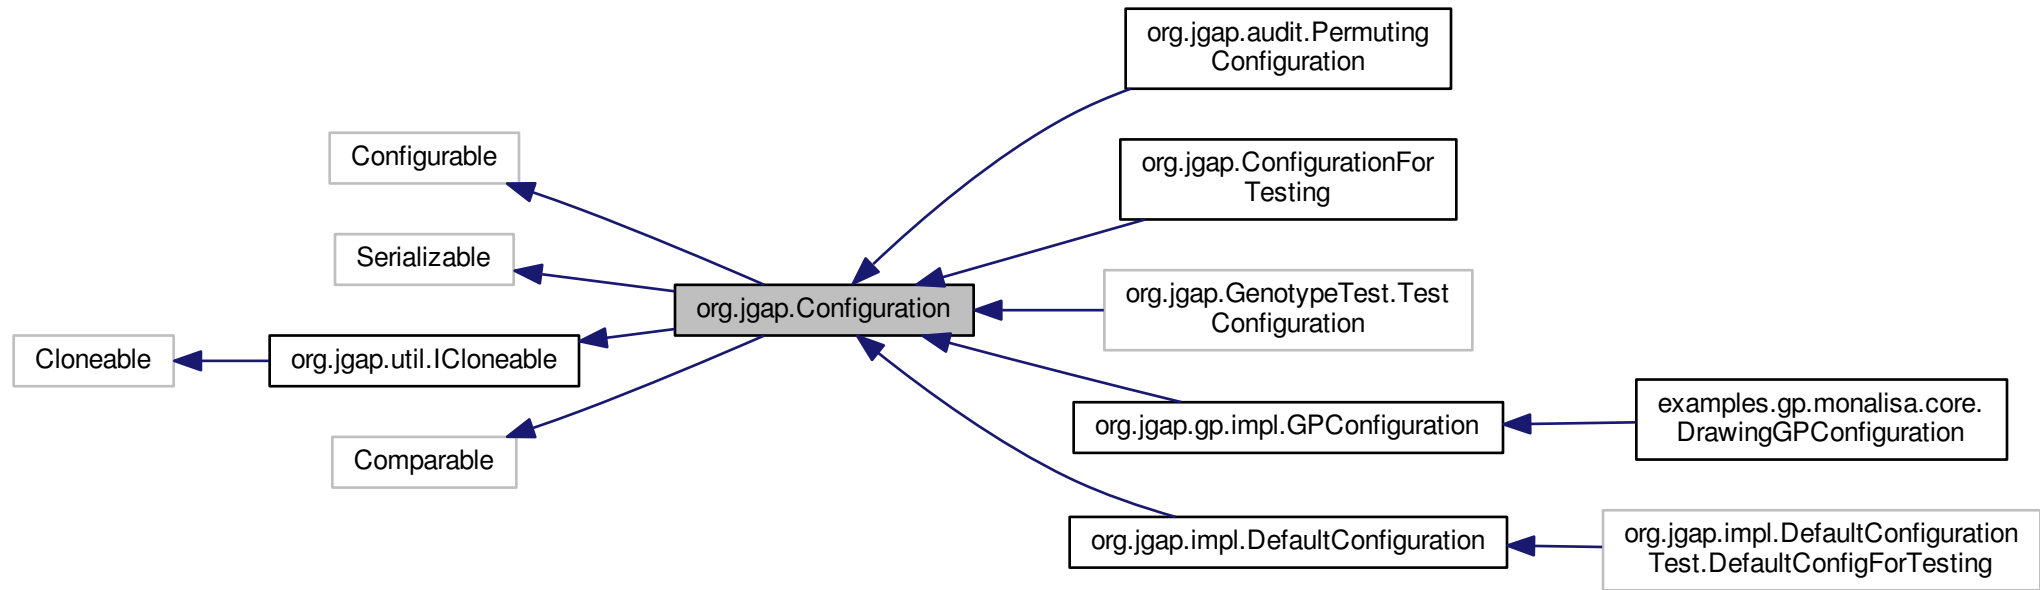 org.jgap.audit.Permuting
Configuration
Configurable
org.jgap.ConfigurationFor
Testing
Serializable
org.jgap.GenotypeTest.Test
Configuration
org.jgap.Configuration
Cloneable
org.jgap.util.ICloneable
examples.gp.monalisa.core.
DrawingGPConfiguration
org.jgap.gp.impl.GPConfiguration
Comparable
org.jgap.impl.DefaultConfiguration
org.jgap.impl.DefaultConfiguration
Test.DefaultConfigForTesting